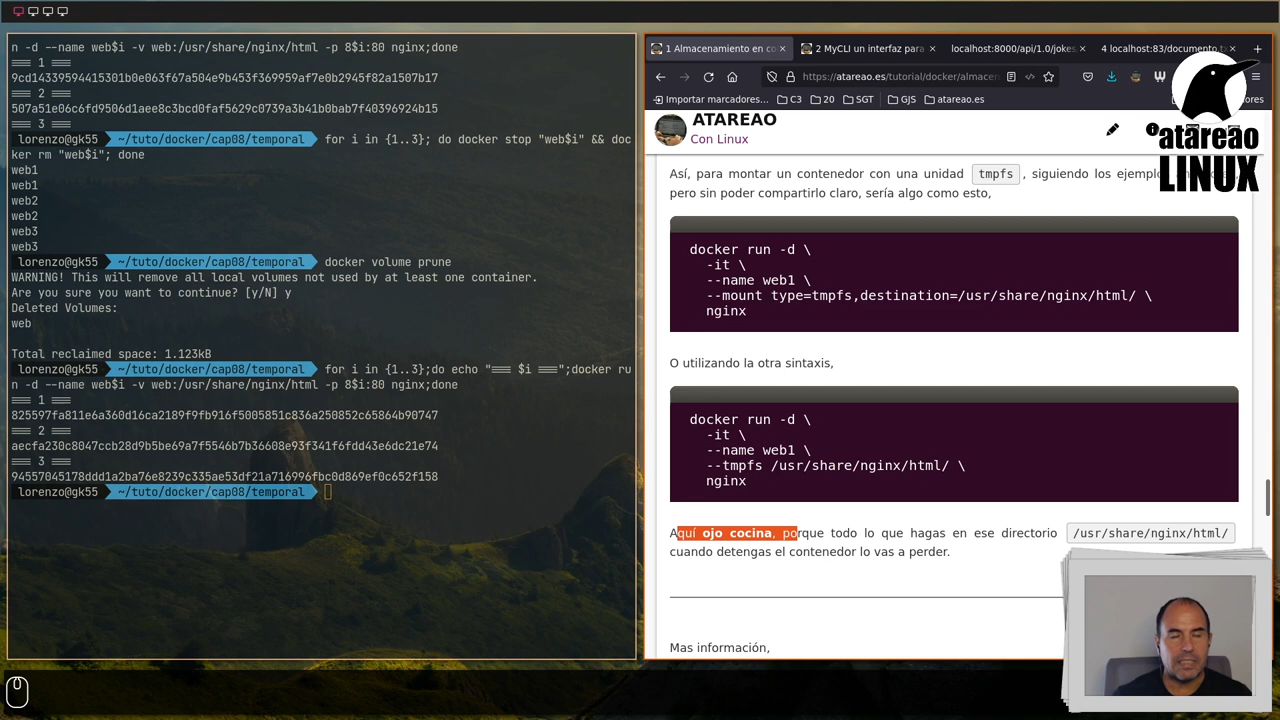 n -d --name web$i -v web:/usr/share/nginx/html -p 8$i:80 nginx;done
=== 1 ===
9cd14339594415301b0e063f67a504e9b453f369959af7e0b2945f82a1507b17
=== 2 ===
507a51e06c6fd9506d1aee8c3bcd0faf5629c0739a3b41b0bab7f40396924b15
=== 3 ===
lorenzo@gk55 ~/tuto/docker/cap08/temporal for i in {1..3}; do docker stop "web$i" && doc
ker rm "web$i"; done
web1
web1
web2
web2
web3
web3
lorenzo@gk55 ~/tuto/docker/cap08/temporal docker volume prune
WARNING! This will remove all local volumes not used by at least one container.
Are you sure you want to continue? [y/N] y
Deleted Volumes:
web
Total reclaimed space: 1.123kB
lorenzo@gk55 ~/tuto/docker/cap08/temporal for i in {1..3};do echo "=== $i ===";docker ru
n -d --name web$i -v web:/usr/share/nginx/html -p 8$i:80 nginx;done
=== 1 ===
825597fa811e6a360d16ca2189f9fb916f5005851c836a250852c65864b90747
=== 2 ===
aecfa230c8047ccb28d9b5be69a7f5546b7b36608e93f341f6fdd43e6dc21e74
=== 3 ===
94557045178ddd1a2ba76e8239c335ae53df21a716996fbc0d869ef0c652f158
lorenzo@gk55 ~/tuto/docker/cap08/temporal
1 Almacenamiento en co
2 MyCLI un interfaz para
localhost:8000/api/1.0/jokes
4 localhost:83/documento.t
https://atareao.es/tutorial/docker/almacen
Importar marcadores... C3 20 SGT GJS atareao.es
ATAREAO
Con Linux
atareao
LINUX
Así, para montar un contenedor con una unidad tmpfs, siguiendo los ejemplo
pero sin poder compartirlo claro, sería algo como esto,
docker run -d \
-it \
--name web1 \
--mount type=tmpfs,destination=/usr/share/nginx/html/ \
nginx
O utilizando la otra sintaxis,
docker run -d \
-it \
--name web1 \
--tmpfs /usr/share/nginx/html/ \
nginx
Aquí ojo cocina, porque todo lo que hagas en ese directorio /usr/share/nginx/html/
cuando detengas el contenedor lo vas a perder.
Mas información,